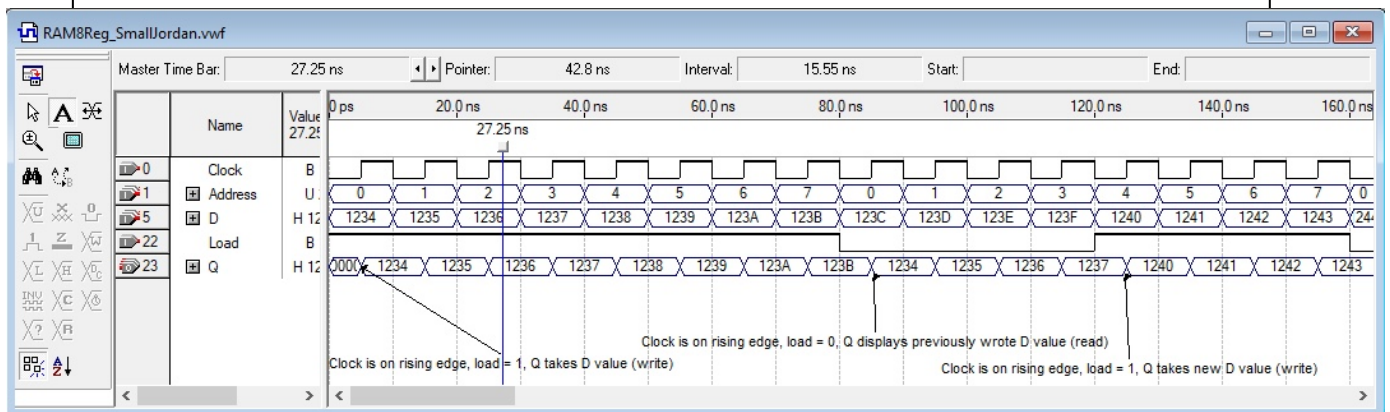 RAM8Reg_SmallJordan.vwf
Master Time Bar: 27.25 ns Pointer: 42.8 ns Interval: 15.55 ns Start: End:
Name Value 27.25
0 ps 20.0 ns 40.0 ns 60.0 ns 80.0 ns 100.0 ns 120.0 ns 140.0 ns 160.0 ns
27.25 ns
0 Clock B
1 Address U 0 1 2 3 4 5 6 7 0 1 2 3 4 5 6 7 0
5 D H 12 1234 1235 1236 1237 1238 1239 123A 123B 123C 123D 123E 123F 1240 1241 1242 1243 244
22 Load B
23 Q H 12 0000 1234 1235 1236 1237 1238 1239 123A 123B 1234 1235 1236 1237 1240 1241 1242 1243
Clock is on rising edge, load = 0, Q displays previously wrote D value (read)
Clock is on rising edge, load = 1, Q takes D value (write)
Clock is on rising edge, load = 1, Q takes new D value (write)